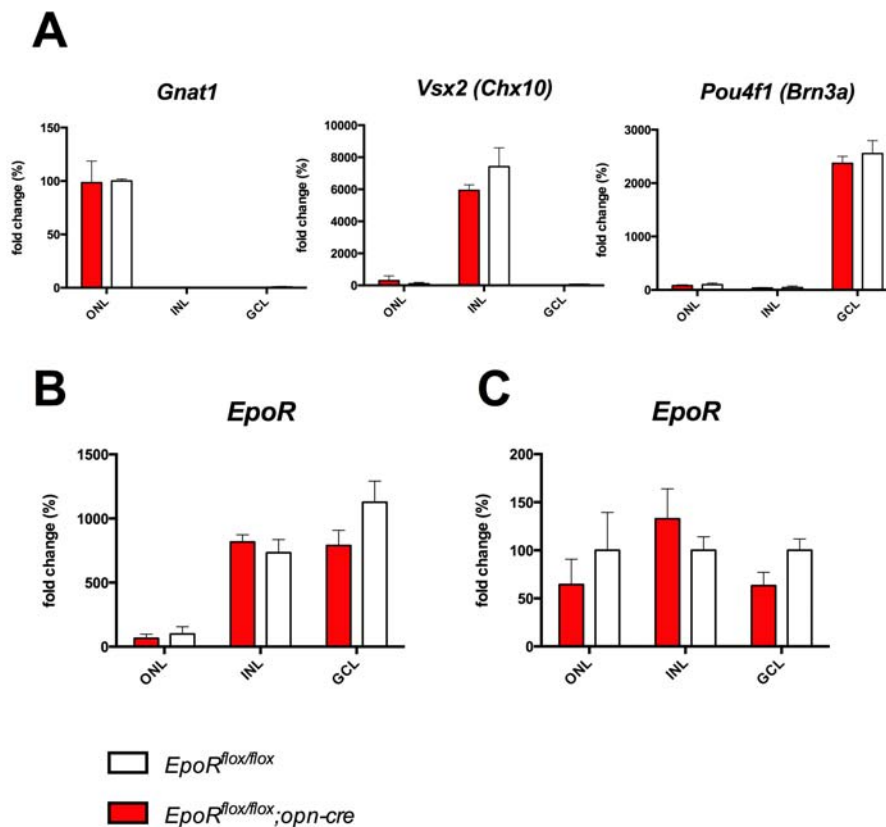 A
Gnat1
fold change (%)
150
100
50
0
ONL
INL
GCL
Vsx2 (Chx10)
fold change (%)
10000
8000
6000
4000
2000
0
ONL
INL
GCL
Pou4f1 (Brn3a)
fold change (%)
3000
2000
1000
0
ONL
INL
GCL
B
EpoR
fold change (%)
1500
1000
500
0
ONL
INL
GCL
C
EpoR
fold change (%)
200
150
100
50
0
ONL
INL
GCL
EpoR^flox/flox
EpoR^flox/flox;opn-cre